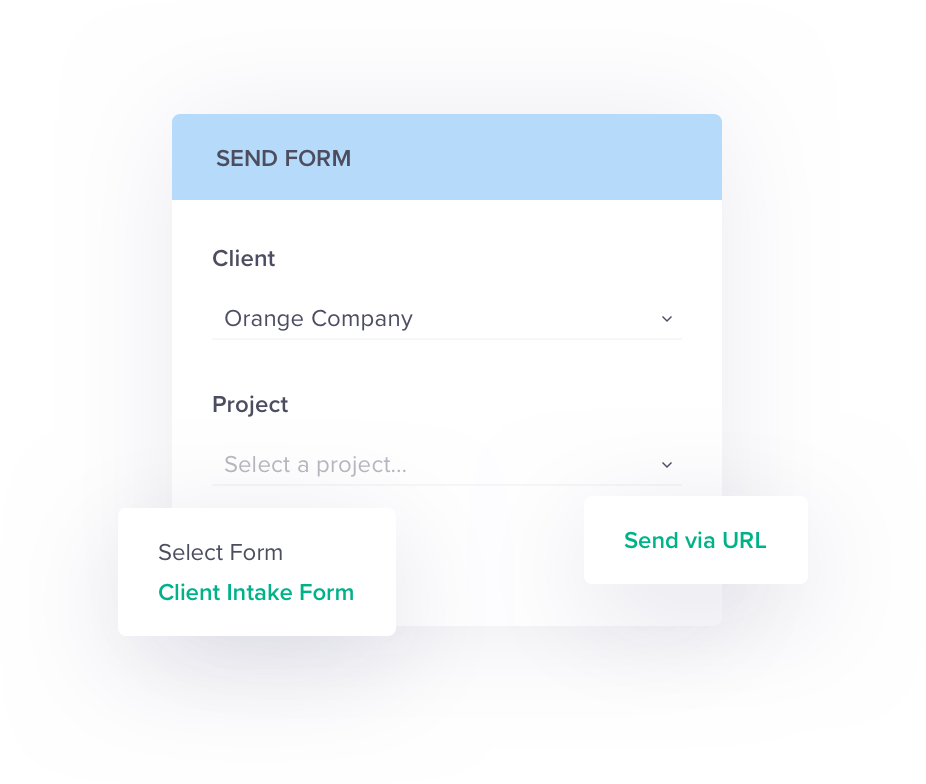 SEND FORM
Client
Orange Company
Project
Select a project...
Send via URL
Select Form
Client Intake Form